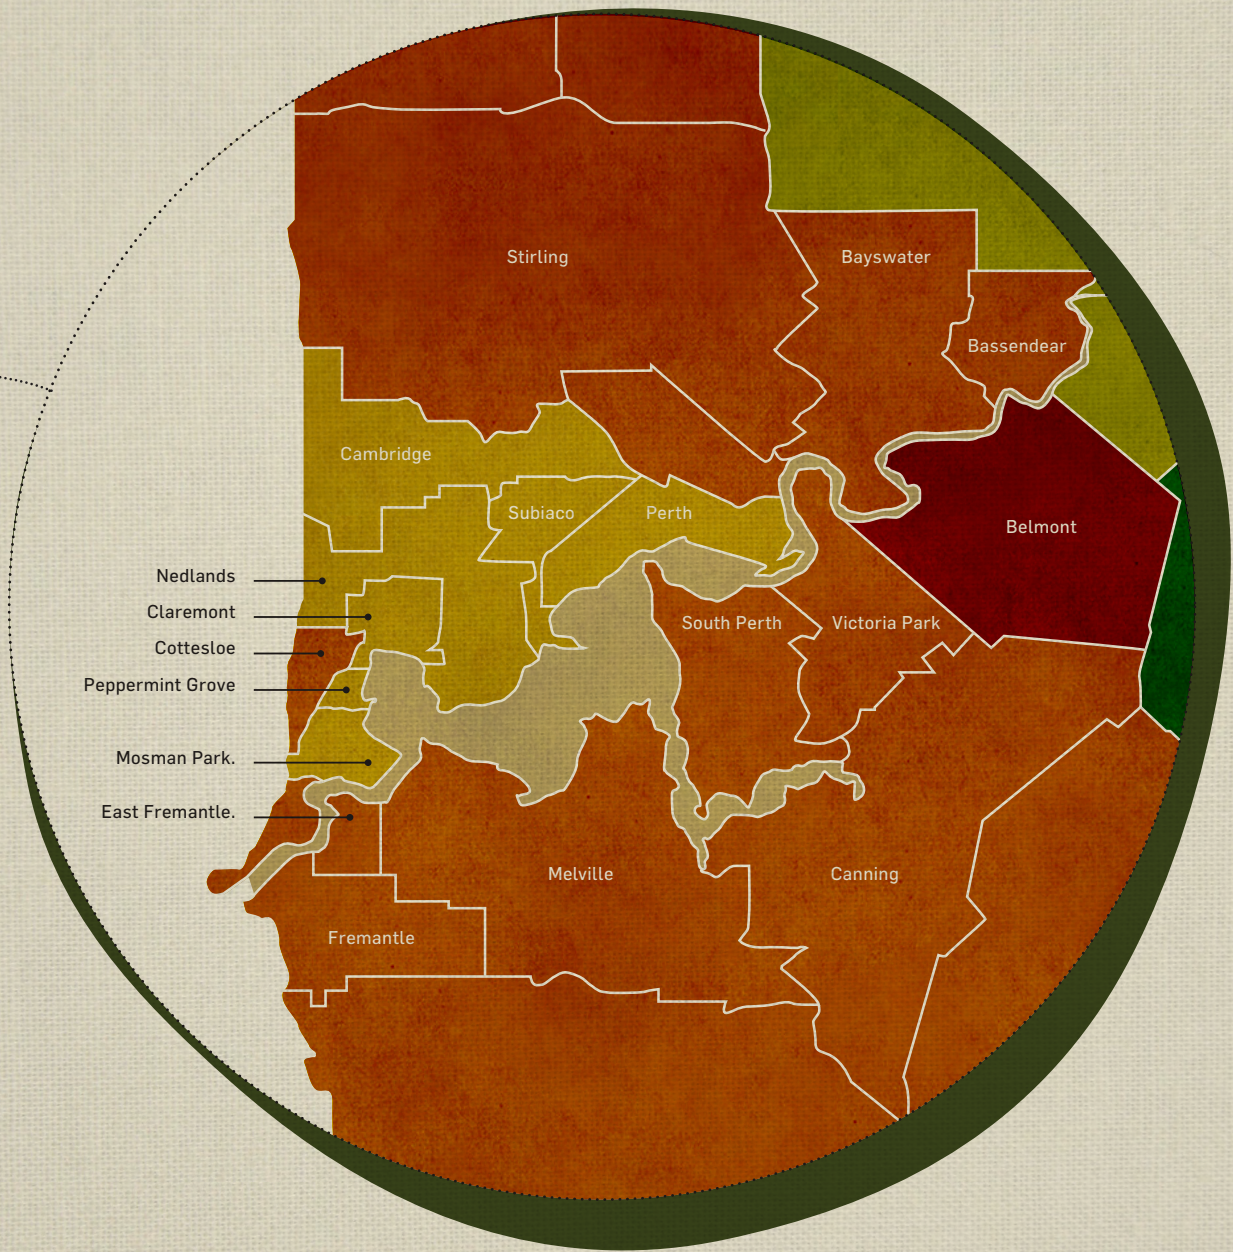 Stirling
Bayswater
Bassendear
Cambridge
Subiaco
Perth
Belmont
Nedlands
Claremont
Cottesloe
Peppermint Grove
South Perth
Victoria Park
Mosman Park.
East Fremantle.
Melville
Canning
Fremantle